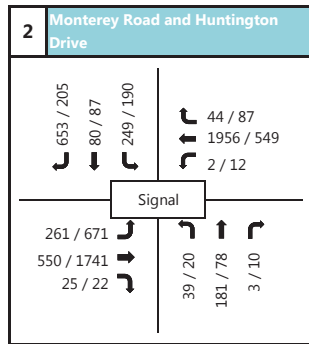 2
Monterey Road and Huntington
Drive
653 / 205
80 / 87
249 / 190
44 / 87
1956 / 549
2 / 12
Signal
261 / 671
550 / 1741
25 / 22
39 / 20
181 / 78
3 / 10